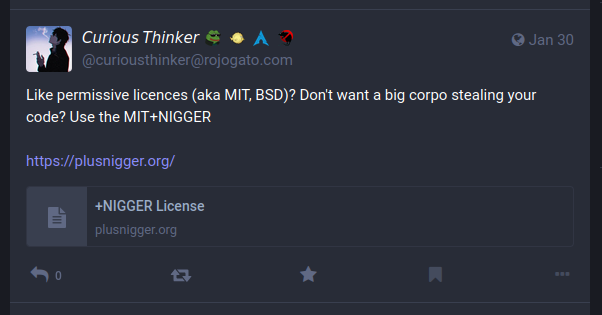 Curious Thinker
Jan 30
@curiousthinker@rojogato.com
Like permissive licences (aka MIT, BSD)? Don't want a big corpo stealing your
code? Use the MIT+NIGGER
https://plusnigger.org/
+NIGGER License
plusnigger.org
0